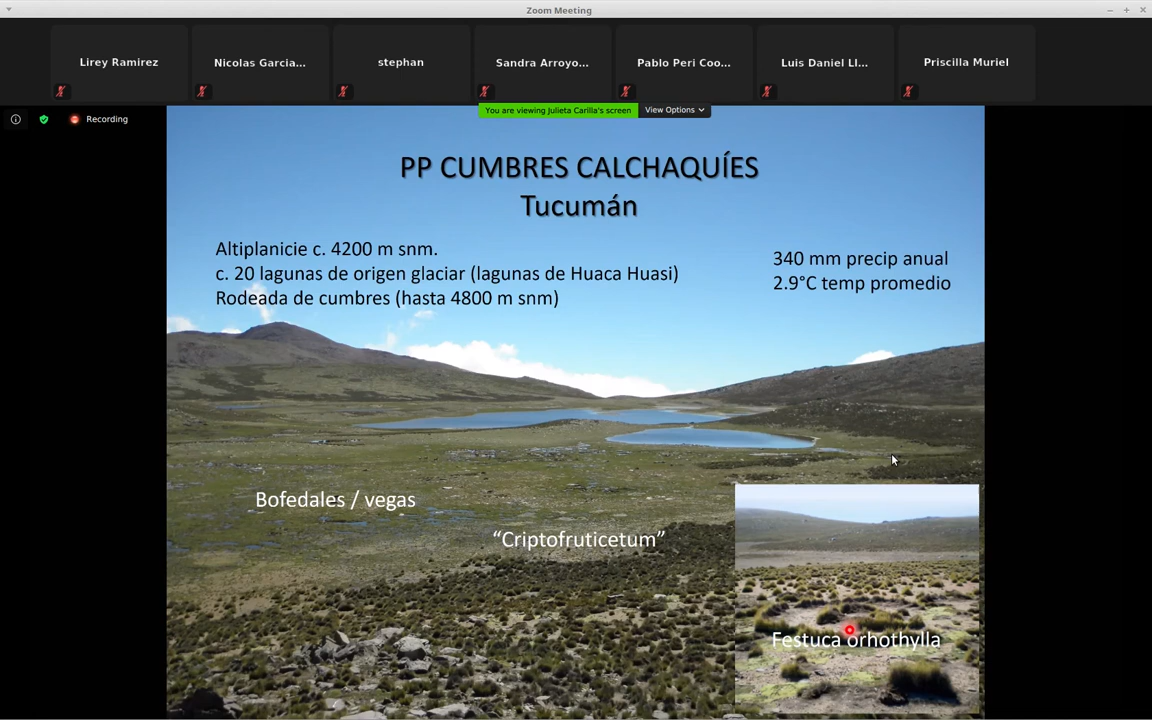 Zoom Meeting
Lirey Ramirez
Nicolas Garcia...
stephan
Sandra Arroyo...
Pablo Peri Coo...
Luis Daniel Ll...
Priscilla Muriel
You are viewing Julieta Carilla's screen
View Options
Recording
PP CUMBRES CALCHAQUÍES
Tucumán
Altiplanicie c. 4200 m snm.
c. 20 lagunas de origen glaciar (lagunas de Huaca Huasi)
Rodeada de cumbres (hasta 4800 m snm)
340 mm precip anual
2.9°C temp promedio
Bofedales / vegas
“Criptofruticetum”
Festuca orhothylla